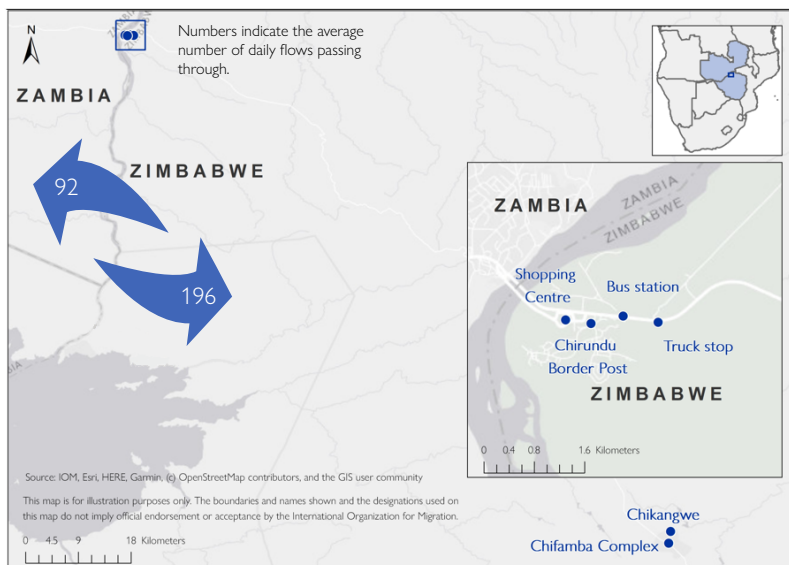 N
ZAMBIA
ZIMBABWE
Numbers indicate the average
number of daily flows passing
through.
ZAMBIA
ZIMBABWE
92
196
ZAMBIA
ZIMBABWE
ZAMBIA
Shopping
Centre
Bus station
Chirundu
Border Post
Truck stop
ZIMBABWE
0 0.4 0.8 1.6 Kilometers
Source: IOM, Esri, HERE, Garmin, (c) OpenStreetMap contributors, and the GIS user community
This map is for illustration purposes only. The boundaries and names shown and the designations used on
this map do not imply official endorsement or acceptance by the International Organization for Migration.
0 4.5 9 18 Kilometers
Chikangwe
Chifamba Complex